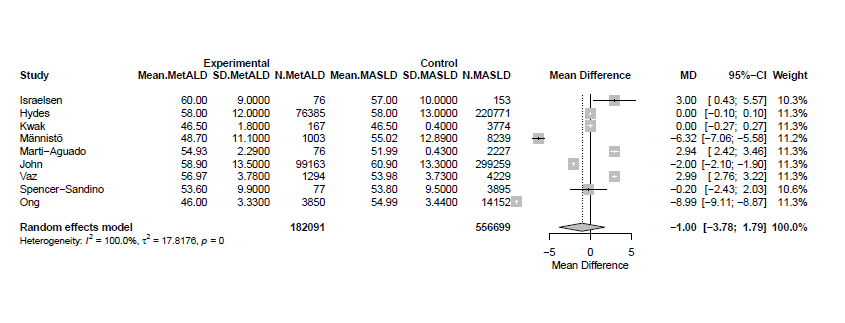 Experimental Control
Study Mean.MetALD SD.MetALD N.MetALD Mean.MASLD SD.MASLD N.MASLD Mean Difference MD 95%−CI Weight
Israelsen 60.00 9.0000 76 57.00 10.0000 153 3.00 [ 0.43; 5.57] 10.3%
Hydes 58.00 12.0000 76385 58.00 13.0000 220771 0.00 [−0.10; 0.10] 11.3%
Kwak 46.50 1.8000 167 46.50 0.4000 3774 0.00 [−0.27; 0.27] 11.3%
Männistö 48.70 11.1000 1003 55.02 12.8900 8239 −6.32 [−7.06; −5.58] 11.2%
Marti−Aguado 54.93 2.2900 76 51.99 0.4300 2227 2.94 [ 2.42; 3.46] 11.3%
John 58.90 13.5000 99163 60.90 13.3000 299259 −2.00 [−2.10; −1.90] 11.3%
Vaz 56.97 3.7800 1294 53.98 3.7300 4229 2.99 [ 2.76; 3.22] 11.3%
Spencer−Sandino 53.60 9.9000 77 53.80 9.5000 3895 −0.20 [−2.43; 2.03] 10.6%
Ong 46.00 3.3300 3850 54.99 3.4400 14152 −8.99 [−9.11; −8.87] 11.3%
Random effects model 182091 556699 −1.00 [−3.78; 1.79] 100.0%
Heterogeneity: I² = 100.0%, τ² = 17.8176, p = 0
−5 0 5
Mean Difference